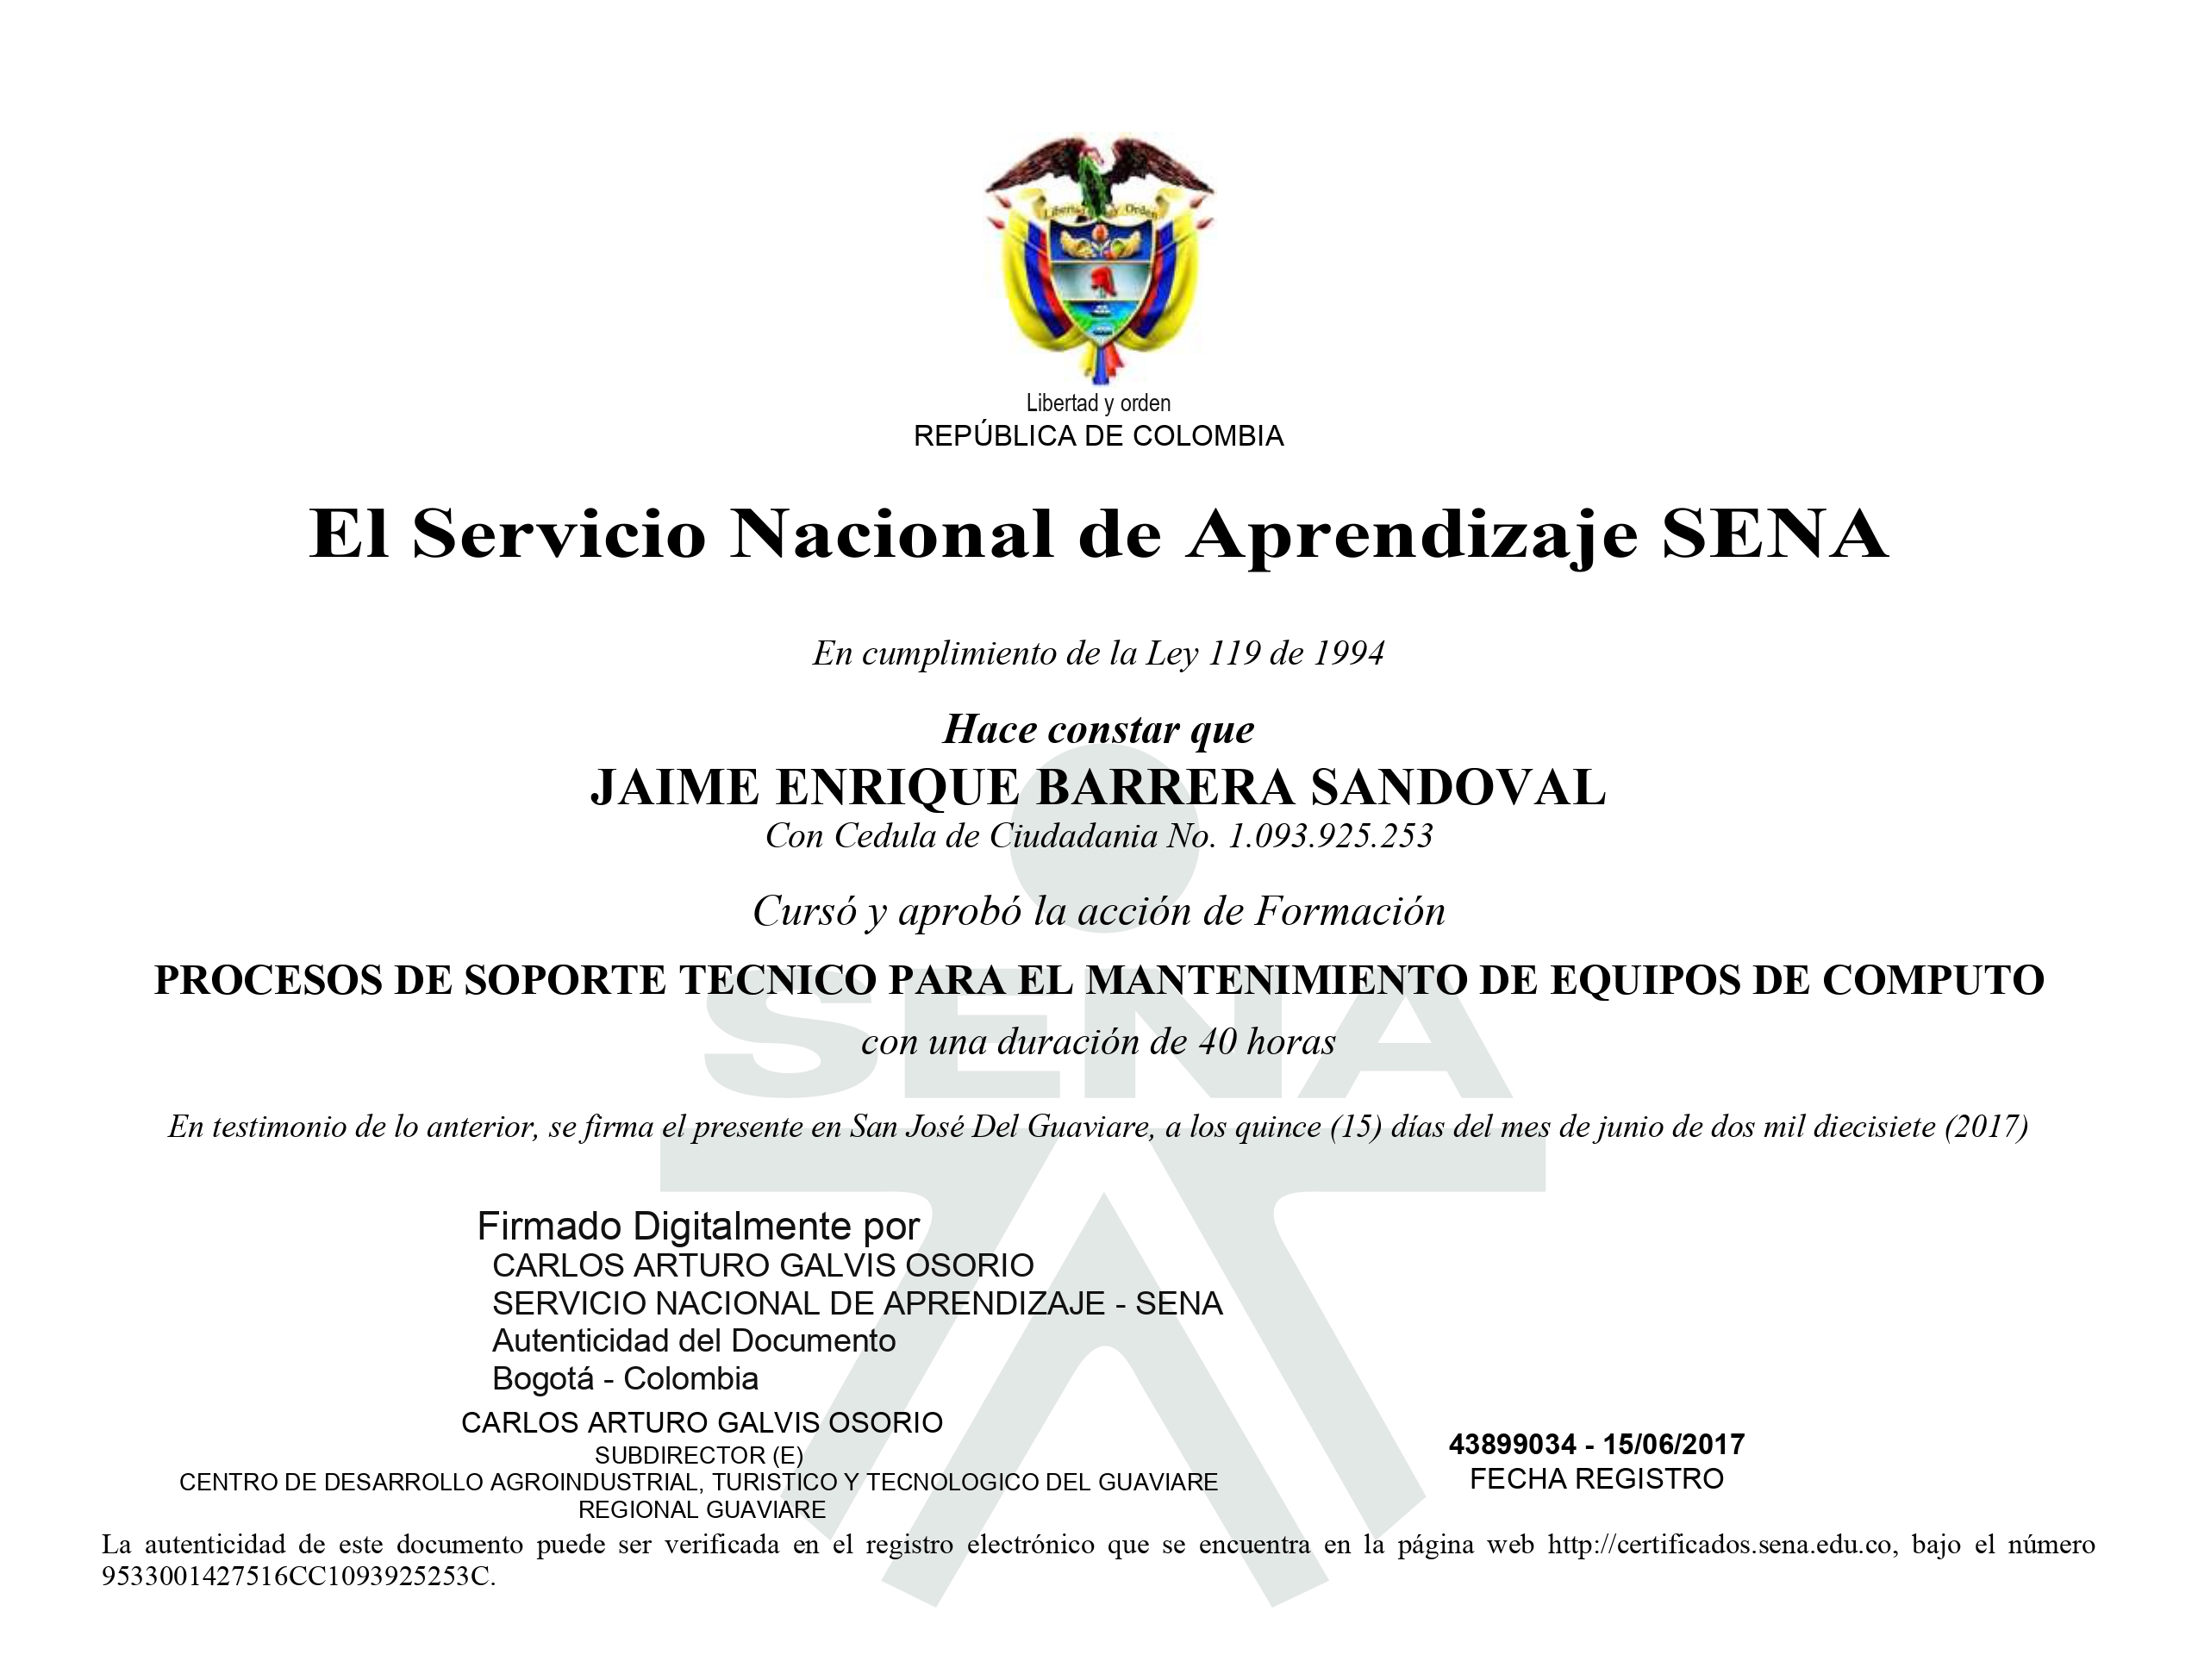 Libertad y Orden
Libertad y orden
REPÚBLICA DE COLOMBIA
El Servicio Nacional de Aprendizaje SENA
En cumplimiento de la Ley 119 de 1994
Hace constar que
JAIME ENRIQUE BARRERA SANDOVAL
Con Cedula de Ciudadania No. 1.093.925.253
Cursó y aprobó la acción de Formación
PROCESOS DE SOPORTE TECNICO PARA EL MANTENIMIENTO DE EQUIPOS DE COMPUTO
SENA
con una duración de 40 horas
En testimonio de lo anterior, se firma el presente en San José Del Guaviare, a los quince (15) días del mes de junio de dos mil diecisiete (2017)
Firmado Digitalmente por
CARLOS ARTURO GALVIS OSORIO
SERVICIO NACIONAL DE APRENDIZAJE - SENA
Autenticidad del Documento
Bogotá - Colombia
CARLOS ARTURO GALVIS OSORIO
SUBDIRECTOR (E)
CENTRO DE DESARROLLO AGROINDUSTRIAL, TURISTICO Y TECNOLOGICO DEL GUAVIARE
REGIONAL GUAVIARE
43899034 - 15/06/2017
FECHA REGISTRO
La autenticidad de este documento puede ser verificada en el registro electrónico que se encuentra en la página web http://certificados.sena.edu.co, bajo el número
9533001427516CC1093925253C.